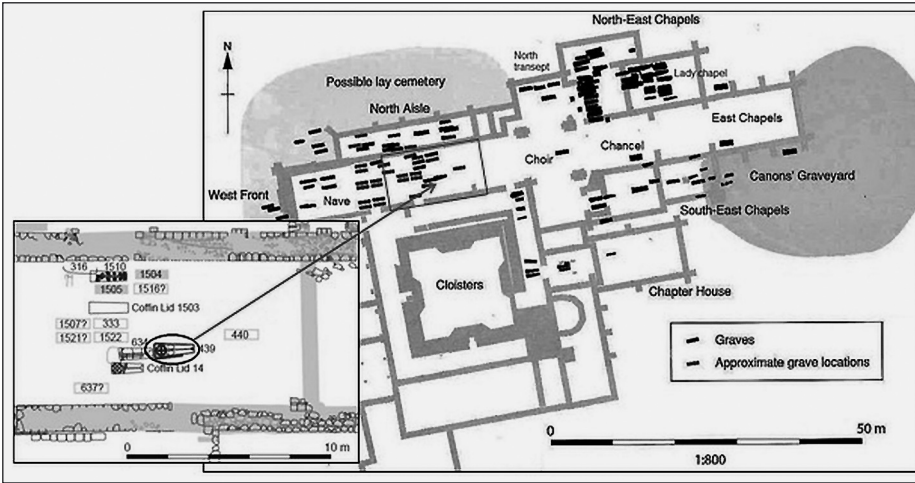 North-East Chapels
N
North
transept
Possible lay cemetery
Lady chapel
North Aisle
East Chapels
Choir
Chancel
West Front
Nave
Canons' Graveyard
South-East Chapels
Cloisters
Chapter House
Graves
Approximate grave locations
0
50 m
1:800
316
1510
1504
1505
1516?
Coffin Lid 1503
1507?
333
1521?
1522
634
440
439
Coffin Lid 14
637?
0
10 m